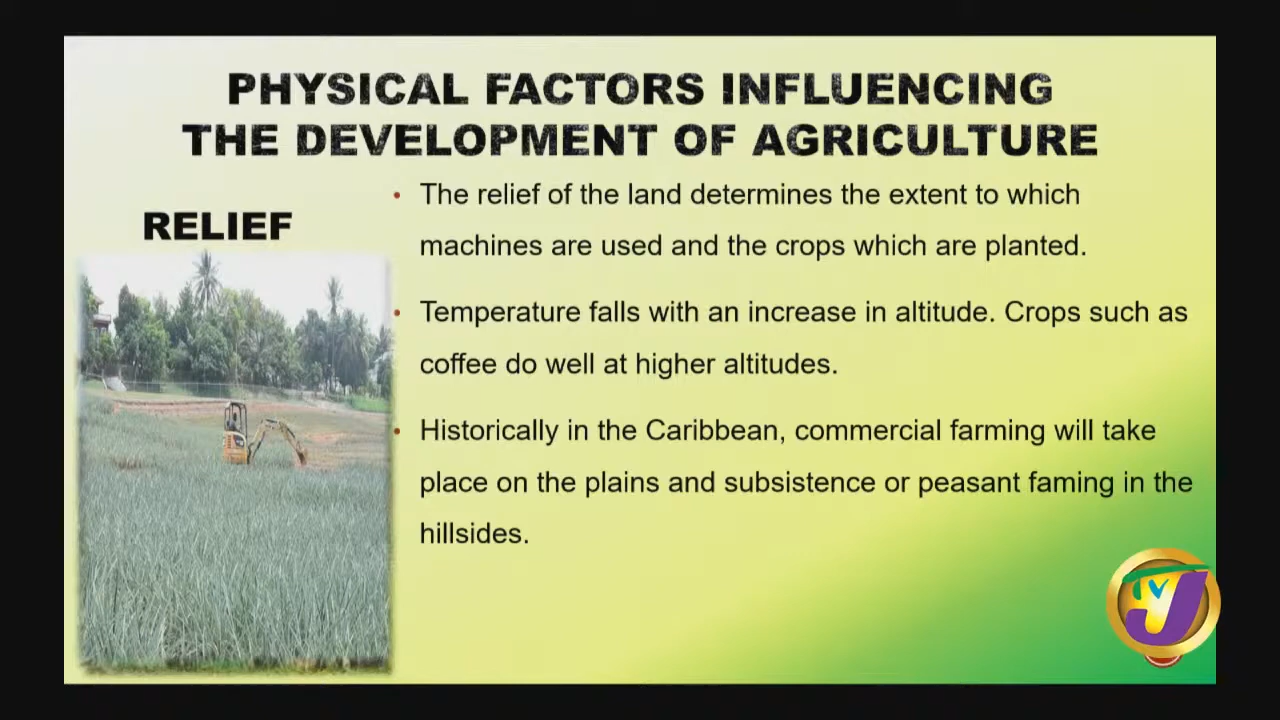 PHYSICAL FACTORS INFLUENCING
THE DEVELOPMENT OF AGRICULTURE
RELIEF
• The relief of the land determines the extent to which
machines are used and the crops which are planted.
• Temperature falls with an increase in altitude. Crops such as
coffee do well at higher altitudes.
• Historically in the Caribbean, commercial farming will take
place on the plains and subsistence or peasant faming in the
hillsides.
TVJ